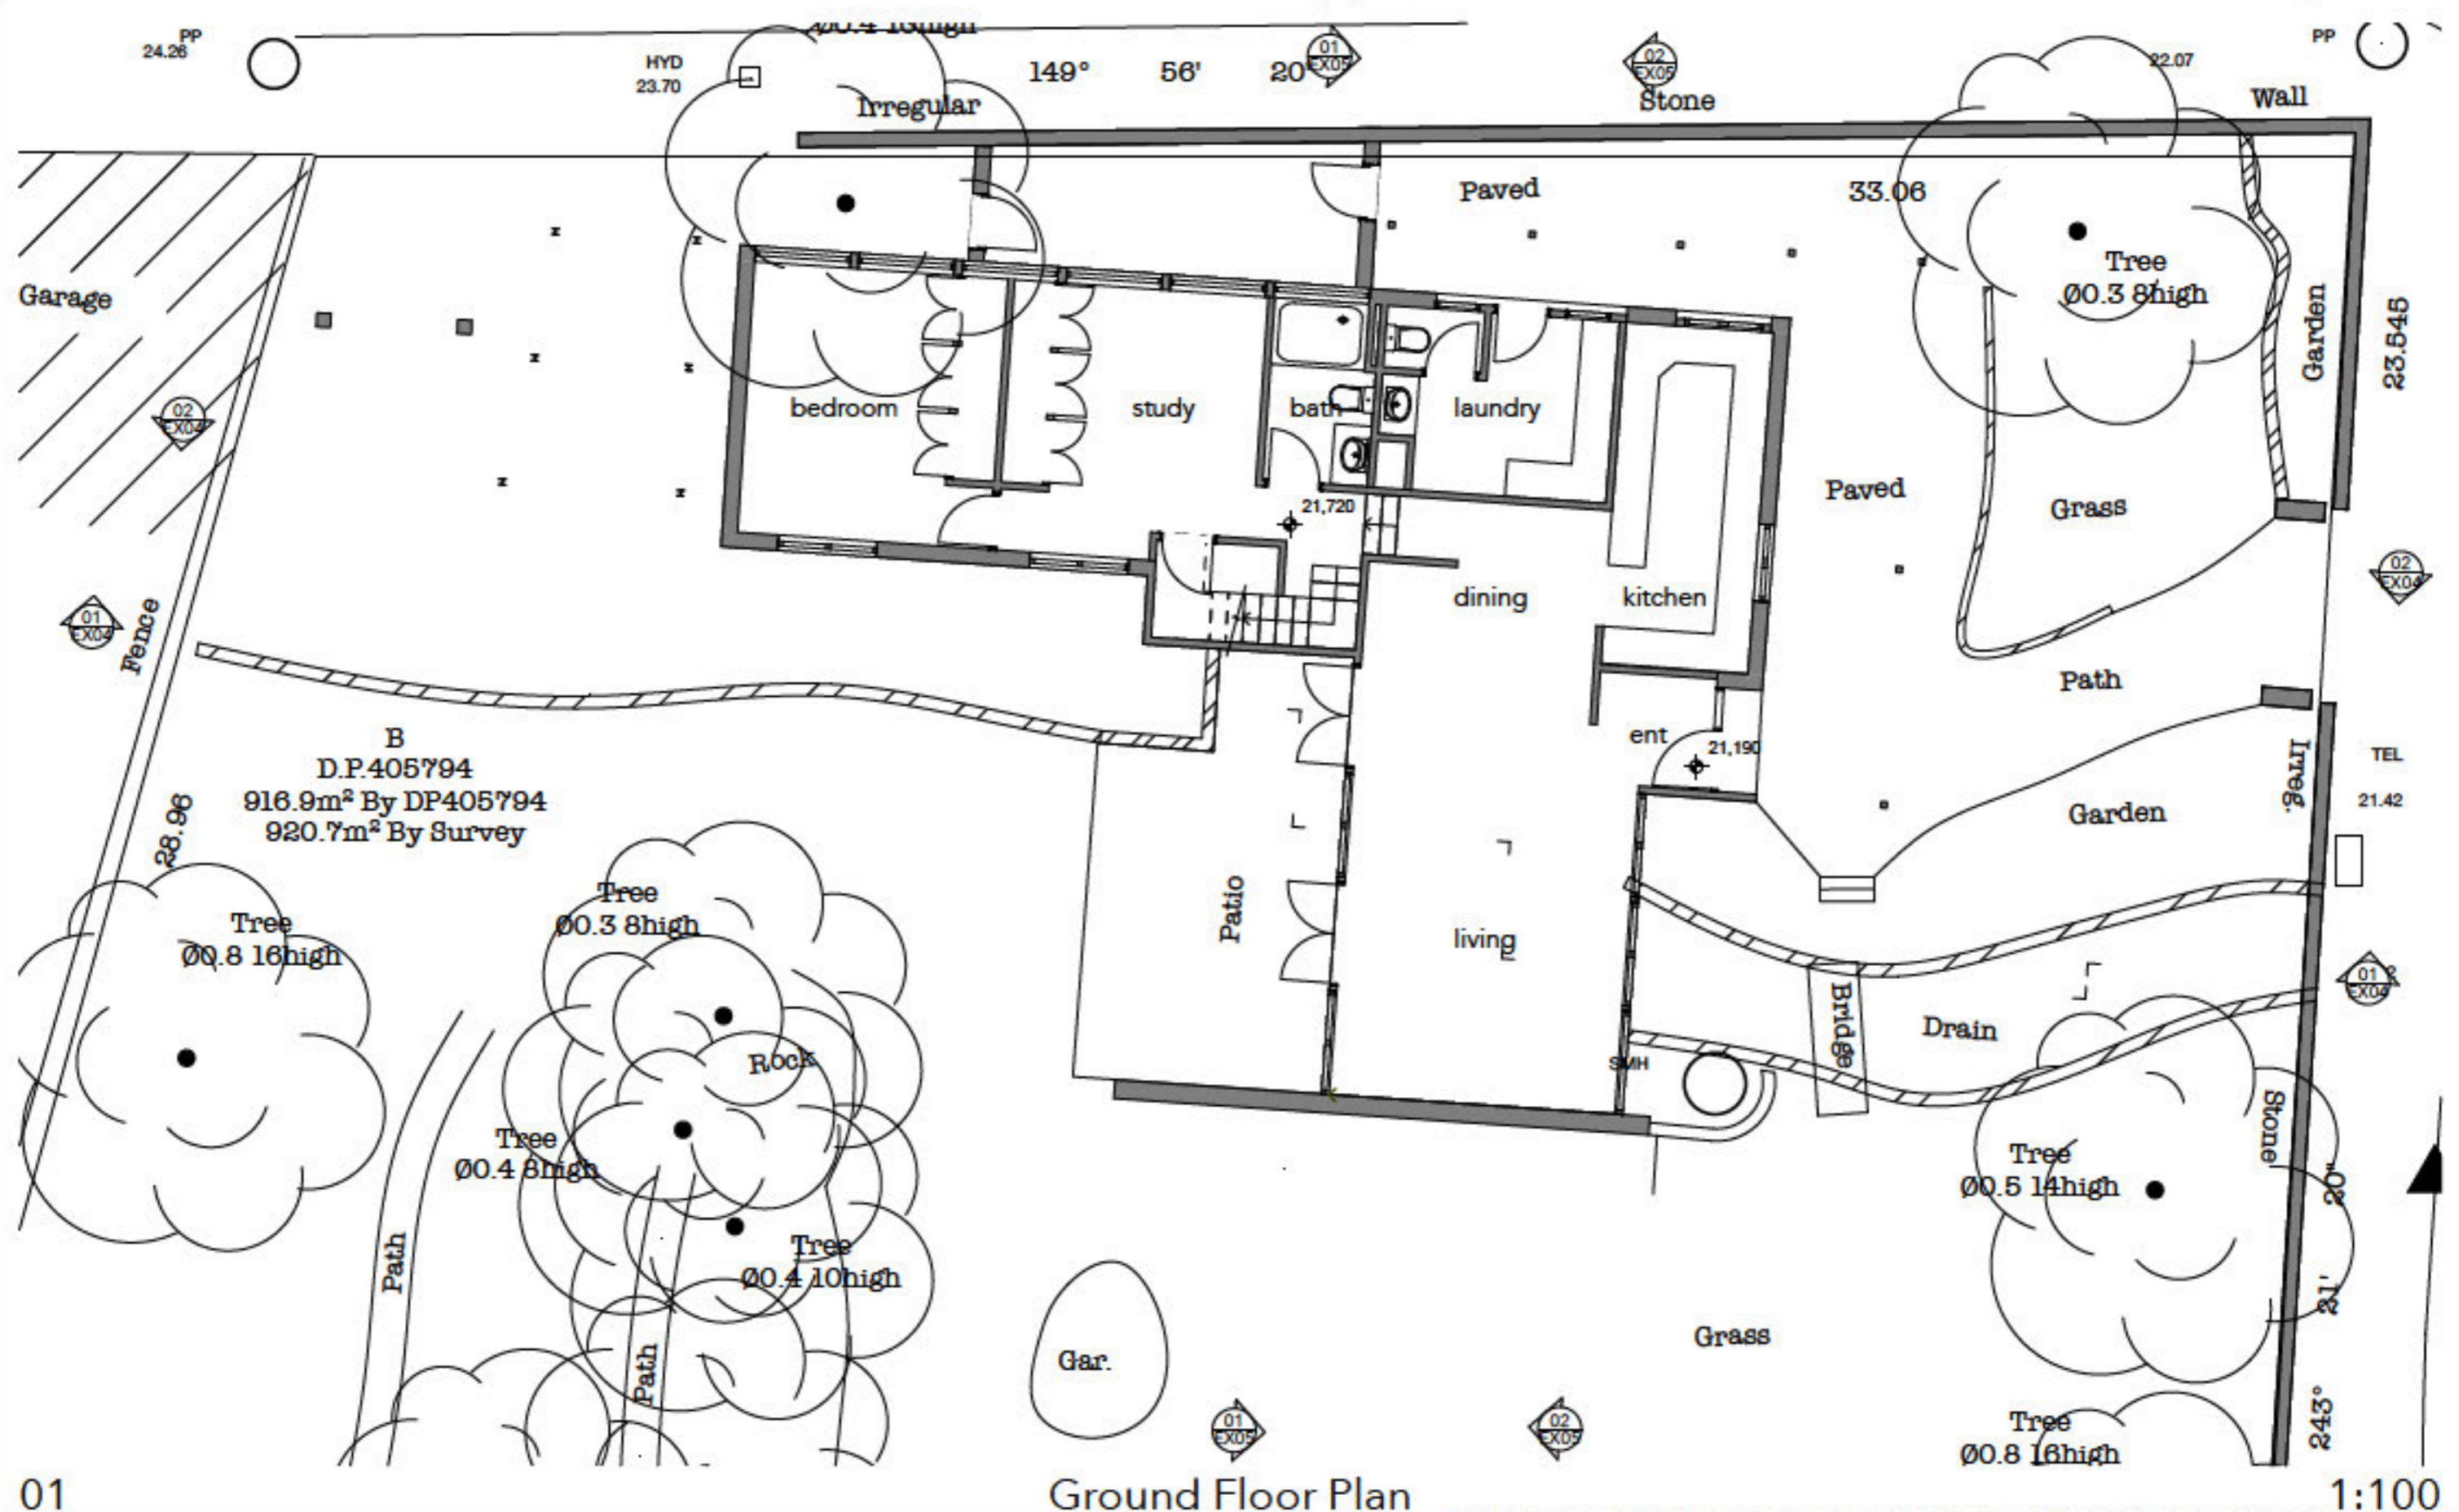 Ø0.4 16high
PP
24.26
HYD
23.70
149° 56' 20"
01
EX05
02
EX05
PP
22.07
Irregular
Stone
Wall
Paved
33.06
Tree
Ø0.3 8high
Garden
23.545
Garage
02
EX04
bedroom
study
bath
laundry
21,720
Paved
Grass
01
EX04
Fence
dining
kitchen
02
EX04
Path
ent
21,190
Irreg.
TEL
21.42
B
D.P.405794
916.9m² By DP405794
920.7m² By Survey
28.96
Garden
Tree
Ø0.8 16high
Tree
Ø0.3 8high
Patio
living
Bridge
Drain
01
EX04
Rock
SMH
Tree
Ø0.4 8high
Stone
Tree
Ø0.5 14high
20"
Path
Tree
Ø0.4 10high
21'
Path
Gar.
Grass
01
EX05
02
EX05
Tree
Ø0.8 16high
243°
01
Ground Floor Plan
1:100